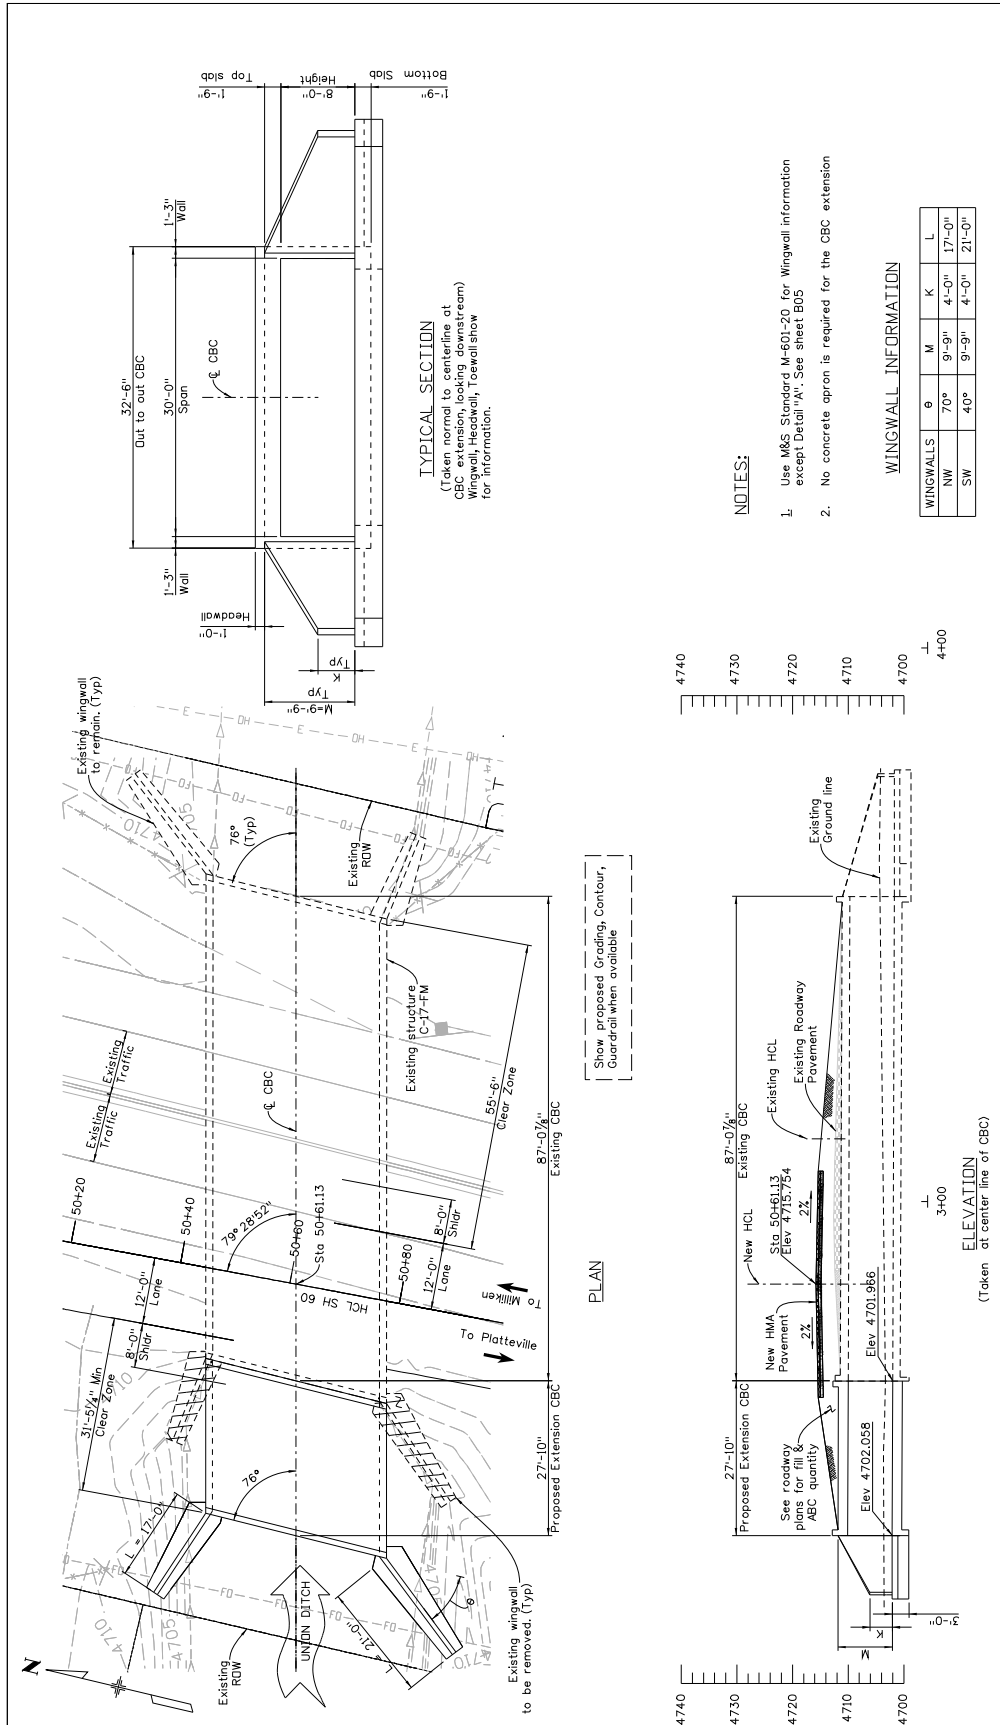 N
Existing
ROW
4710
4705
UNION DITCH
L = 17'-0"
L = 21'-0"
θ
76°
Existing wingwall
to be removed. (Typ)
31'-5¼" Min
Clear Zone
8'-0"
Shldr
12'-0"
Lane
50+20
50+40
79° 28'52"
50+60
Sta 50+61.13
HCL SH 60
50+80
12'-0"
Lane
8'-0"
Shldr
To Milliken
To Platteville
Existing
Traffic
Existing
Traffic
℄ CBC
Existing structure
C-17-FM
55'-6"
Clear Zone
76°
(Typ)
Existing
ROW
Existing wingwall
to remain. (Typ)
4710
27'-10"
Proposed Extension CBC
87'-0⅞"
Existing CBC
PLAN
Show proposed Grading, Contour,
Guardrail when available
1'-3"
Wall
32'-6"
Out to out CBC
30'-0"
Span
1'-3"
Wall
℄ CBC
1'-0"
Headwall
K
Typ
M=9'-9"
Typ
1'-9"
Top slab
8'-0"
Height
1'-9"
Bottom Slab
TYPICAL SECTION
(Taken normal to centerline at
CBC extension, looking downstream)
Wingwall, Headwall, Toewall show
for information.
4740
4730
4720
4710
4700
27'-10"
Proposed Extension CBC
87'-0⅞"
Existing CBC
See roadway
plans for fill &
ABC quantity
Elev 4702.058
Elev 4701.966
New HMA
Pavement
New HCL
Sta 50+61.13
Elev 4715.754
2%
2%
Existing HCL
Existing Roadway
Pavement
Existing
Ground line
M
K
3'-0"
4740
4730
4720
4710
4700
3+00
4+00
ELEVATION
(Taken at center line of CBC)
NOTES:
1. Use M&S Standard M-601-20 for Wingwall information
except Detail "A". See sheet B05
2. No concrete apron is required for the CBC extension
WINGWALL INFORMATION
WINGWALLS θ M K L
NW 70° 9'-9" 4'-0" 17'-0"
SW 40° 9'-9" 4'-0" 21'-0"